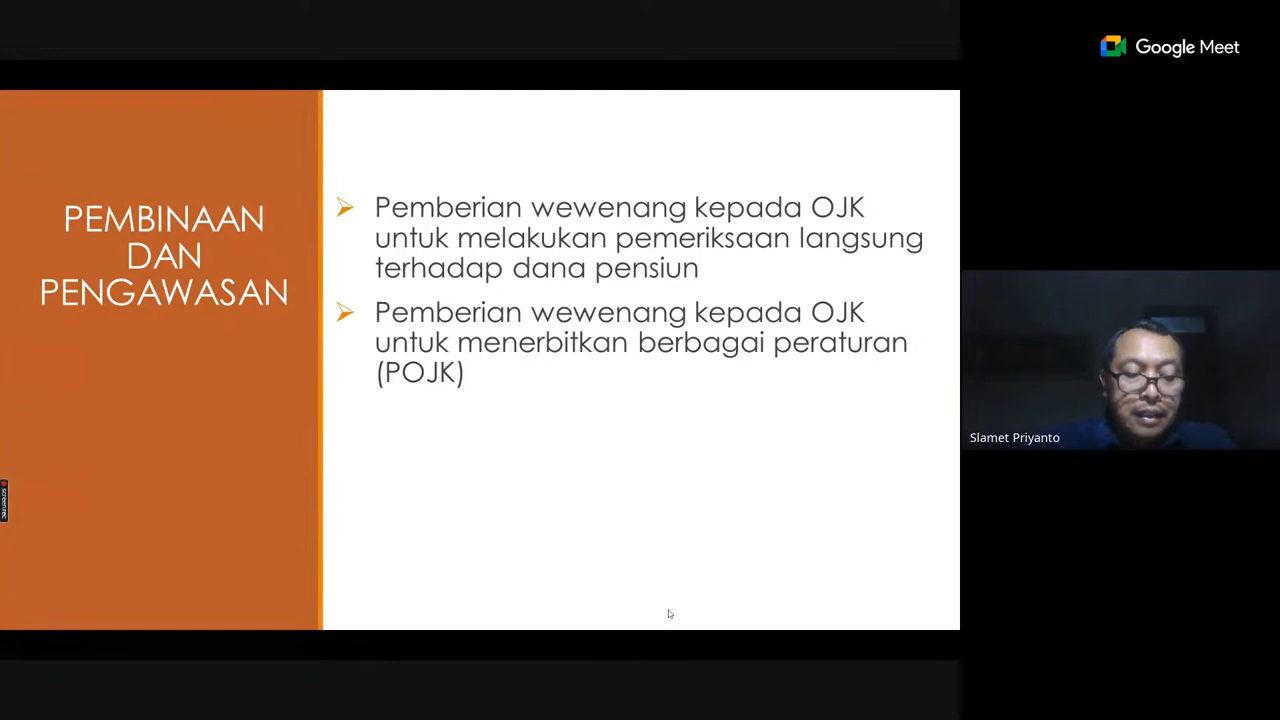 Google Meet
PEMBINAAN
DAN
PENGAWASAN
Pemberian wewenang kepada OJK
untuk melakukan pemeriksaan langsung
terhadap dana pensiun
Pemberian wewenang kepada OJK
untuk menerbitkan berbagai peraturan
(POJK)
Slamet Priyanto
screenrec